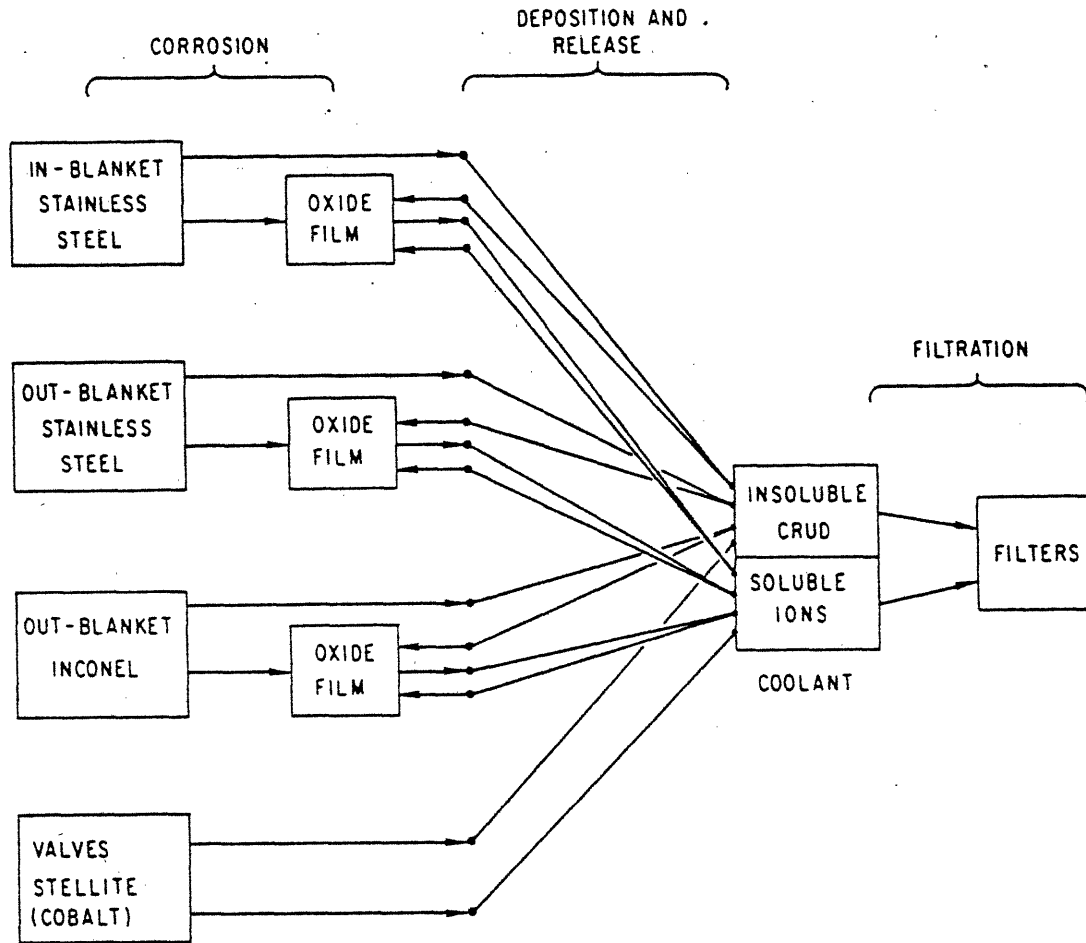 DEPOSITION AND
RELEASE
CORROSION
IN-BLANKET
STAINLESS
STEEL
OXIDE
FILM
OUT-BLANKET
STAINLESS
STEEL
OXIDE
FILM
FILTRATION
INSOLUBLE
CRUD
SOLUBLE
IONS
COOLANT
FILTERS
OUT-BLANKET
INCONEL
OXIDE
FILM
VALVES
STELLITE
(COBALT)